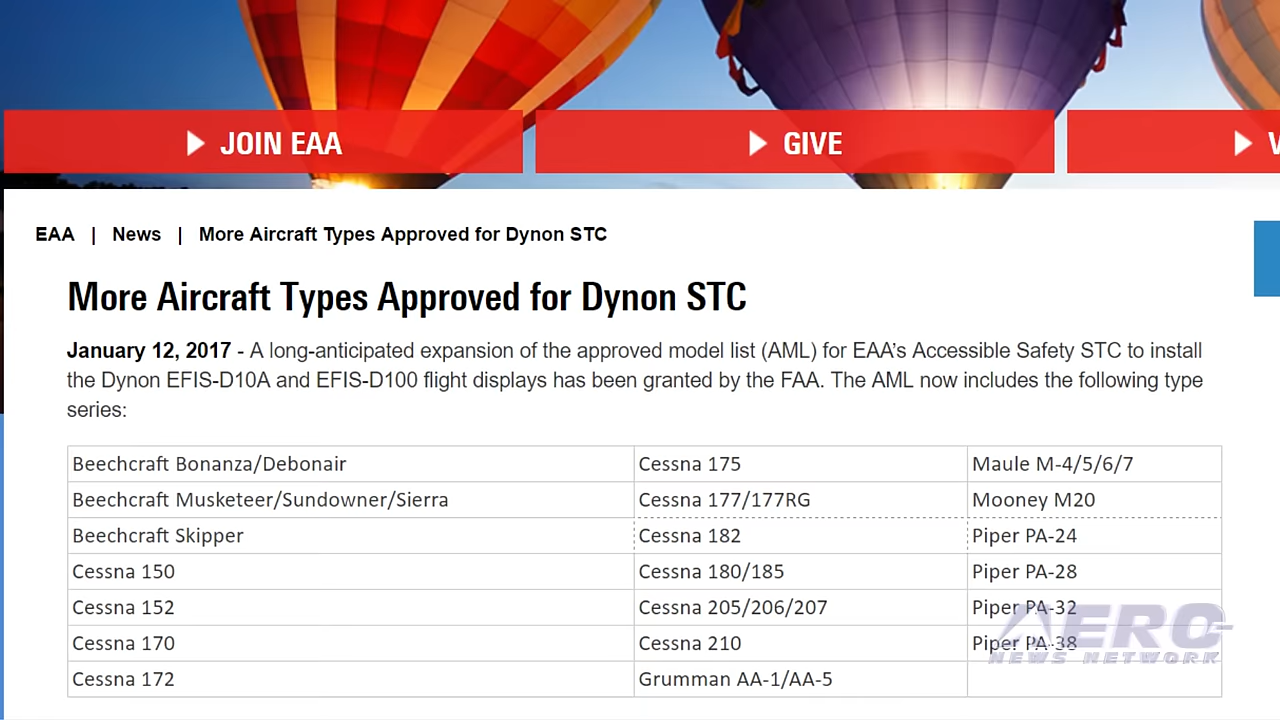 JOIN EAA
GIVE
EAA | News | More Aircraft Types Approved for Dynon STC
More Aircraft Types Approved for Dynon STC
January 12, 2017 - A long-anticipated expansion of the approved model list (AML) for EAA's Accessible Safety STC to install
the Dynon EFIS-D10A and EFIS-D100 flight displays has been granted by the FAA. The AML now includes the following type
series:
Beechcraft Bonanza/Debonair Cessna 175 Maule M-4/5/6/7
Beechcraft Musketeer/Sundowner/Sierra Cessna 177/177RG Mooney M20
Beechcraft Skipper Cessna 182 Piper PA-24
Cessna 150 Cessna 180/185 Piper PA-28
Cessna 152 Cessna 205/206/207 Piper PA-32
Cessna 170 Cessna 210 Piper PA-38
Cessna 172 Grumman AA-1/AA-5
AERO
NEWS NETWORK